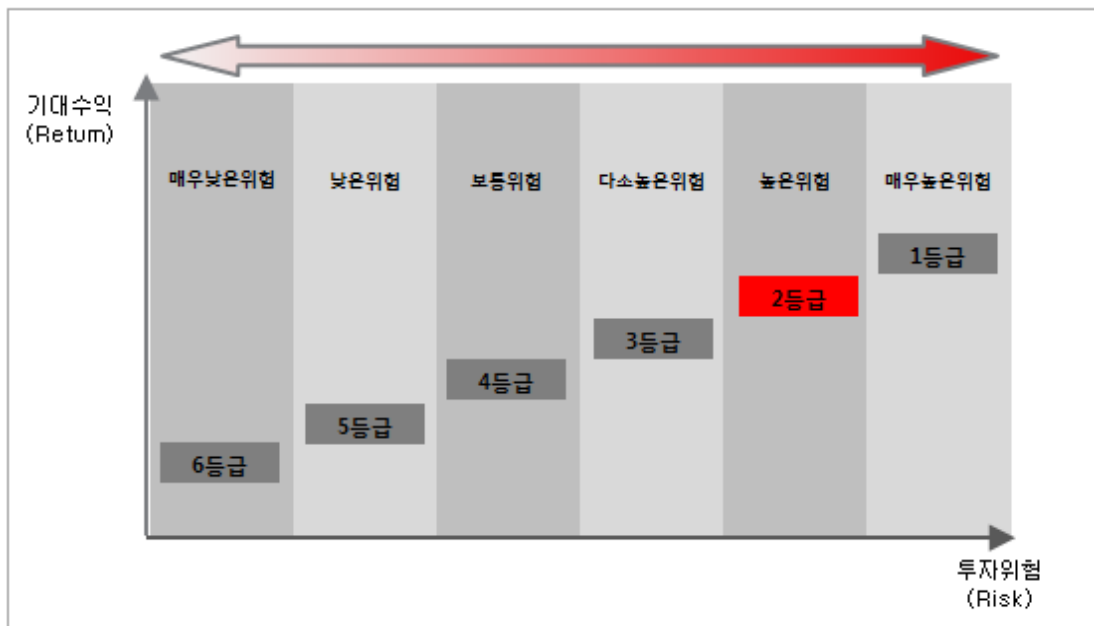 기대수익
(Retum)
매우낮은위험
낮은위험
보통위험
다소높은위험
높은위험
매우높은위험
1등급
2등급
3등급
4등급
5등급
6등급
투자위험
(Risk)